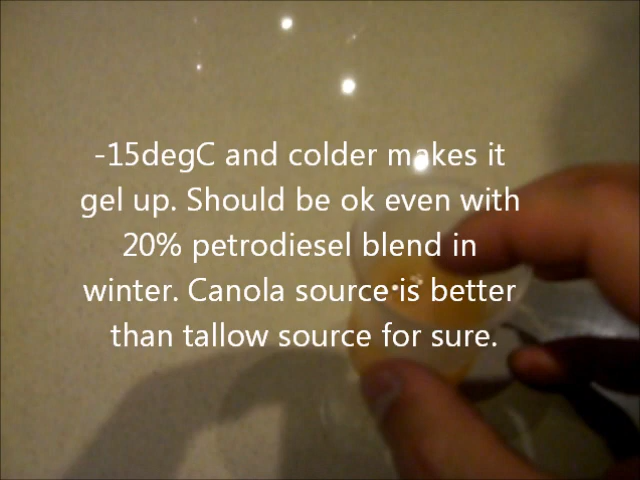 -15degC and colder makes it
gel up. Should be ok even with
20% petrodiesel blend in
winter. Canola source is better
than tallow source for sure.